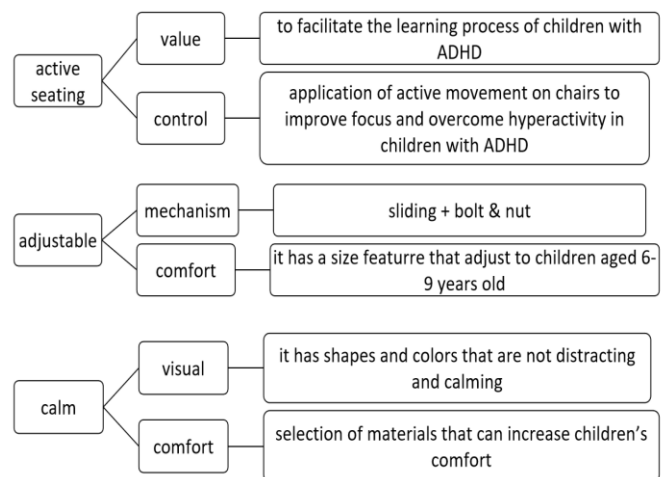 active
seating
value
to facilitate the learning process of children with
ADHD
control
application of active movement on chairs to
improve focus and overcome hyperactivity in
children with ADHD
adjustable
mechanism
sliding + bolt & nut
comfort
it has a size featurre that adjust to children aged 6-
9 years old
calm
visual
it has shapes and colors that are not distracting
and calming
comfort
selection of materials that can increase children’s
comfort